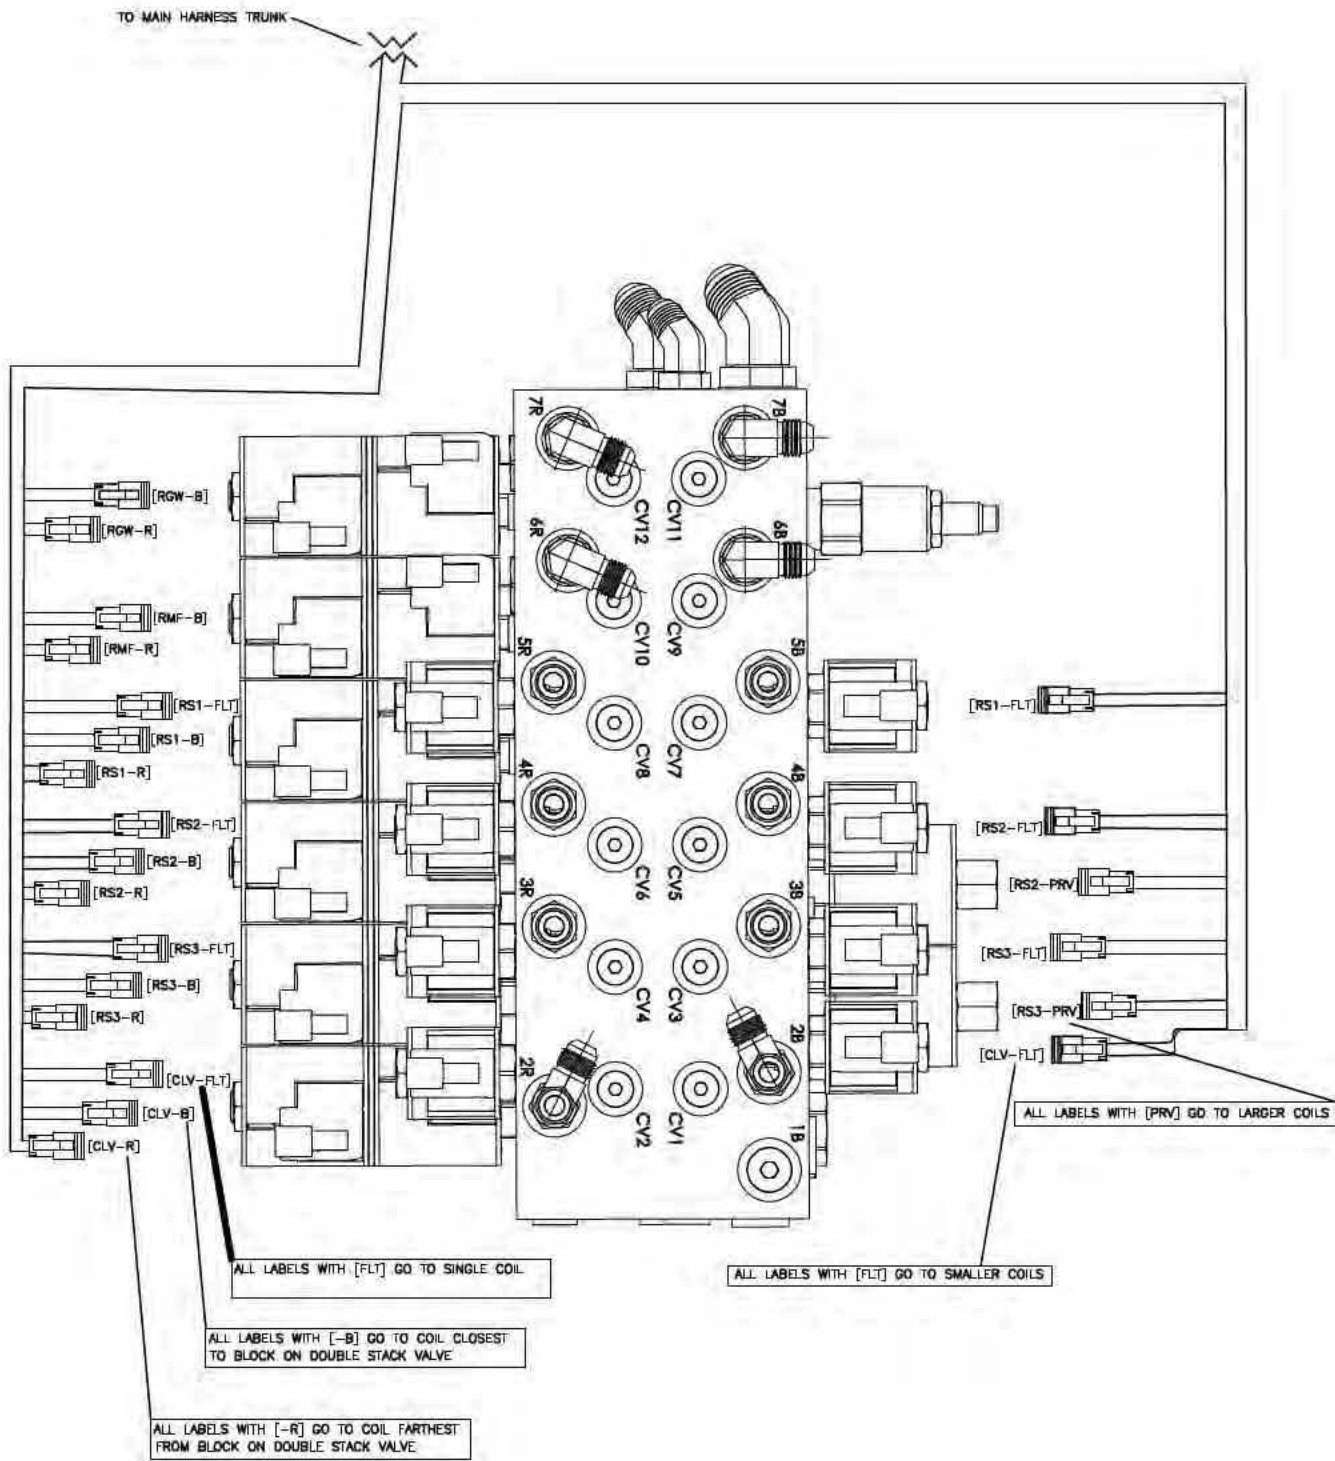 TO MAIN HARNESS TRUNK
7R
7B
[RGW-B]
CV12
CV11
[RGW-R]
6R
6B
[RMF-B]
CV10
CV9
[RMF-R]
5R
5B
[RS1-FLT]
[RS1-FLT]
[RS1-B]
CV8
CV7
[RS1-R]
4R
4B
[RS2-FLT]
[RS2-FLT]
[RS2-B]
CV6
CV5
[RS2-PRV]
[RS2-R]
3R
3B
[RS3-FLT]
[RS3-FLT]
[RS3-B]
CV4
CV3
[RS3-PRV]
[RS3-R]
2R
2B
[CLV-FLT]
[CLV-FLT]
[CLV-B]
CV2
CV1
1B
[CLV-R]
ALL LABELS WITH [PRV] GO TO LARGER COILS
ALL LABELS WITH [FLT] GO TO SINGLE COIL
ALL LABELS WITH [FLT] GO TO SMALLER COILS
ALL LABELS WITH [-B] GO TO COIL CLOSEST
TO BLOCK ON DOUBLE STACK VALVE
ALL LABELS WITH [-R] GO TO COIL FARTHEST
FROM BLOCK ON DOUBLE STACK VALVE